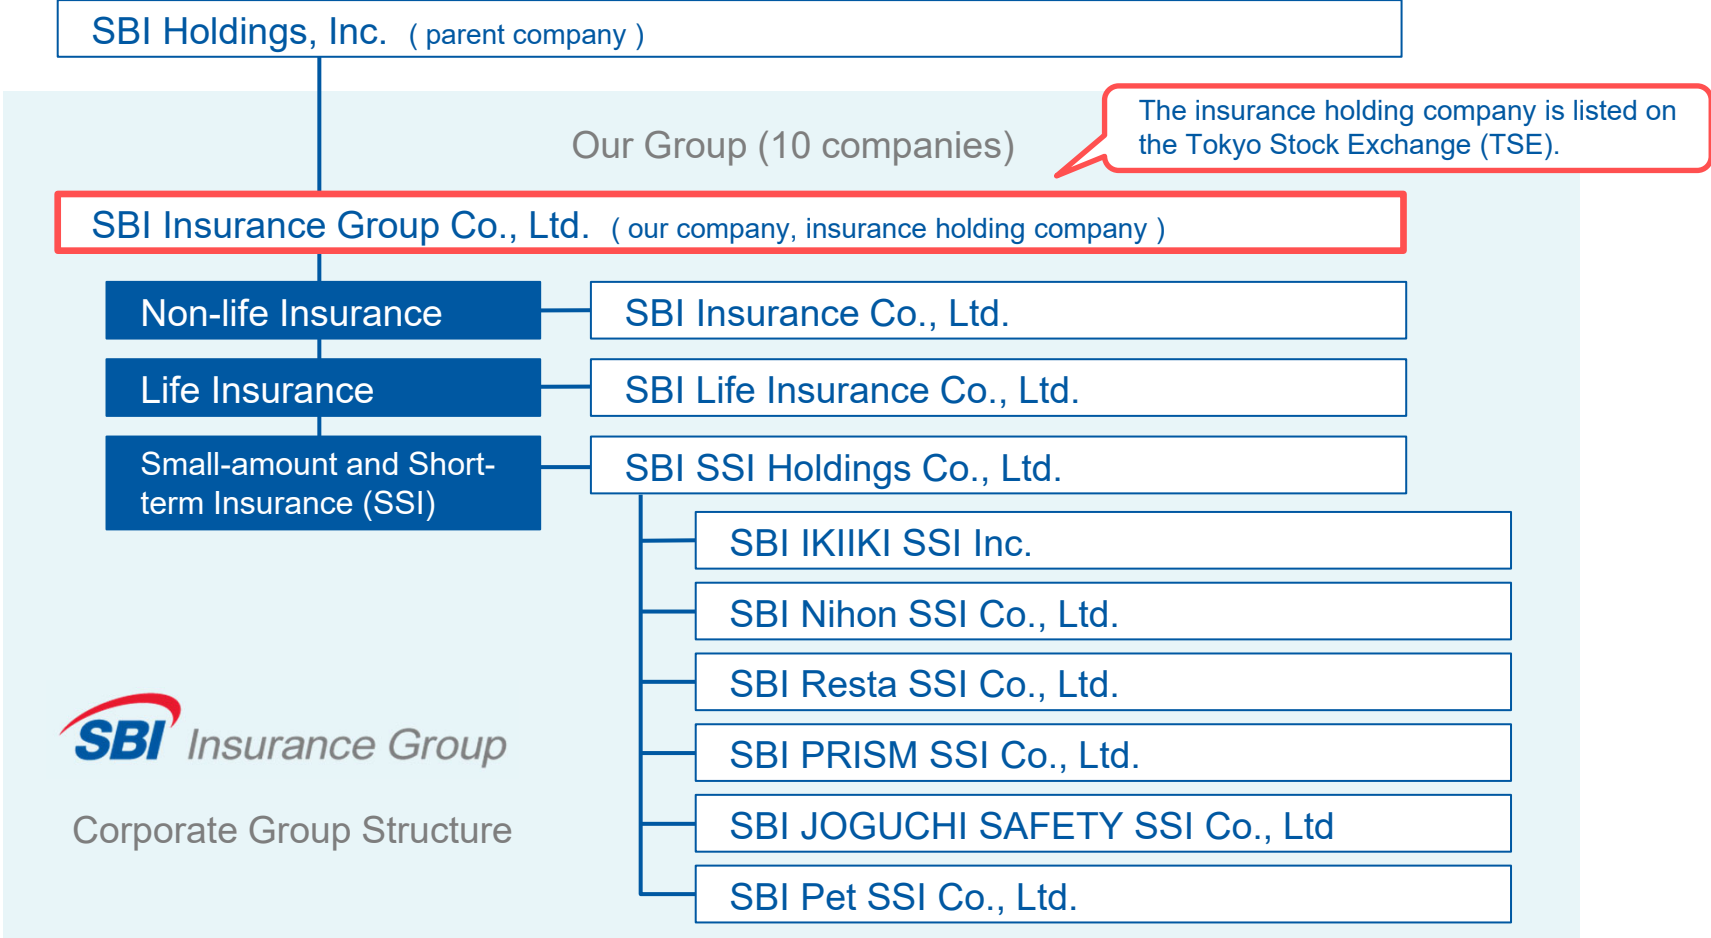 SBI Holdings, Inc. ( parent company )
The insurance holding company is listed on
the Tokyo Stock Exchange (TSE).
Our Group (10 companies)
SBI Insurance Group Co., Ltd. ( our company, insurance holding company )
Non-life Insurance
SBI Insurance Co., Ltd.
Life Insurance
SBI Life Insurance Co., Ltd.
Small-amount and Short-
term Insurance (SSI)
SBI SSI Holdings Co., Ltd.
SBI IKIIKI SSI Inc.
SBI Nihon SSI Co., Ltd.
SBI Resta SSI Co., Ltd.
SBI PRISM SSI Co., Ltd.
SBI JOGUCHI SAFETY SSI Co., Ltd
SBI Pet SSI Co., Ltd.
SBI Insurance Group
Corporate Group Structure